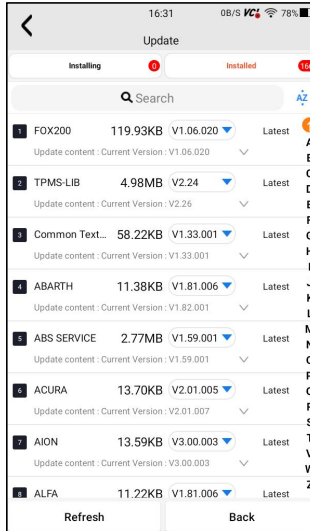 16:31 0B/S VCI 78%
Update
Installing 0 Installed 166
Search AZ
1 FOX200 119.93KB V1.06.020 Latest
Update content : Current Version : V1.06.020
2 TPMS-LIB 4.98MB V2.24 Latest
Update content : Current Version : V2.26
3 Common Text... 58.22KB V1.33.001 Latest
Update content : Current Version : V1.33.001
4 ABARTH 11.38KB V1.81.006 Latest
Update content : Current Version : V1.82.001
5 ABS SERVICE 2.77MB V1.59.001 Latest
Update content : Current Version : V1.59.001
6 ACURA 13.70KB V2.01.005 Latest
Update content : Current Version : V2.01.007
7 AION 13.59KB V3.00.003 Latest
Update content : Current Version : V3.00.003
8 ALFA 11.22KB V1.81.006 Latest
Refresh Back